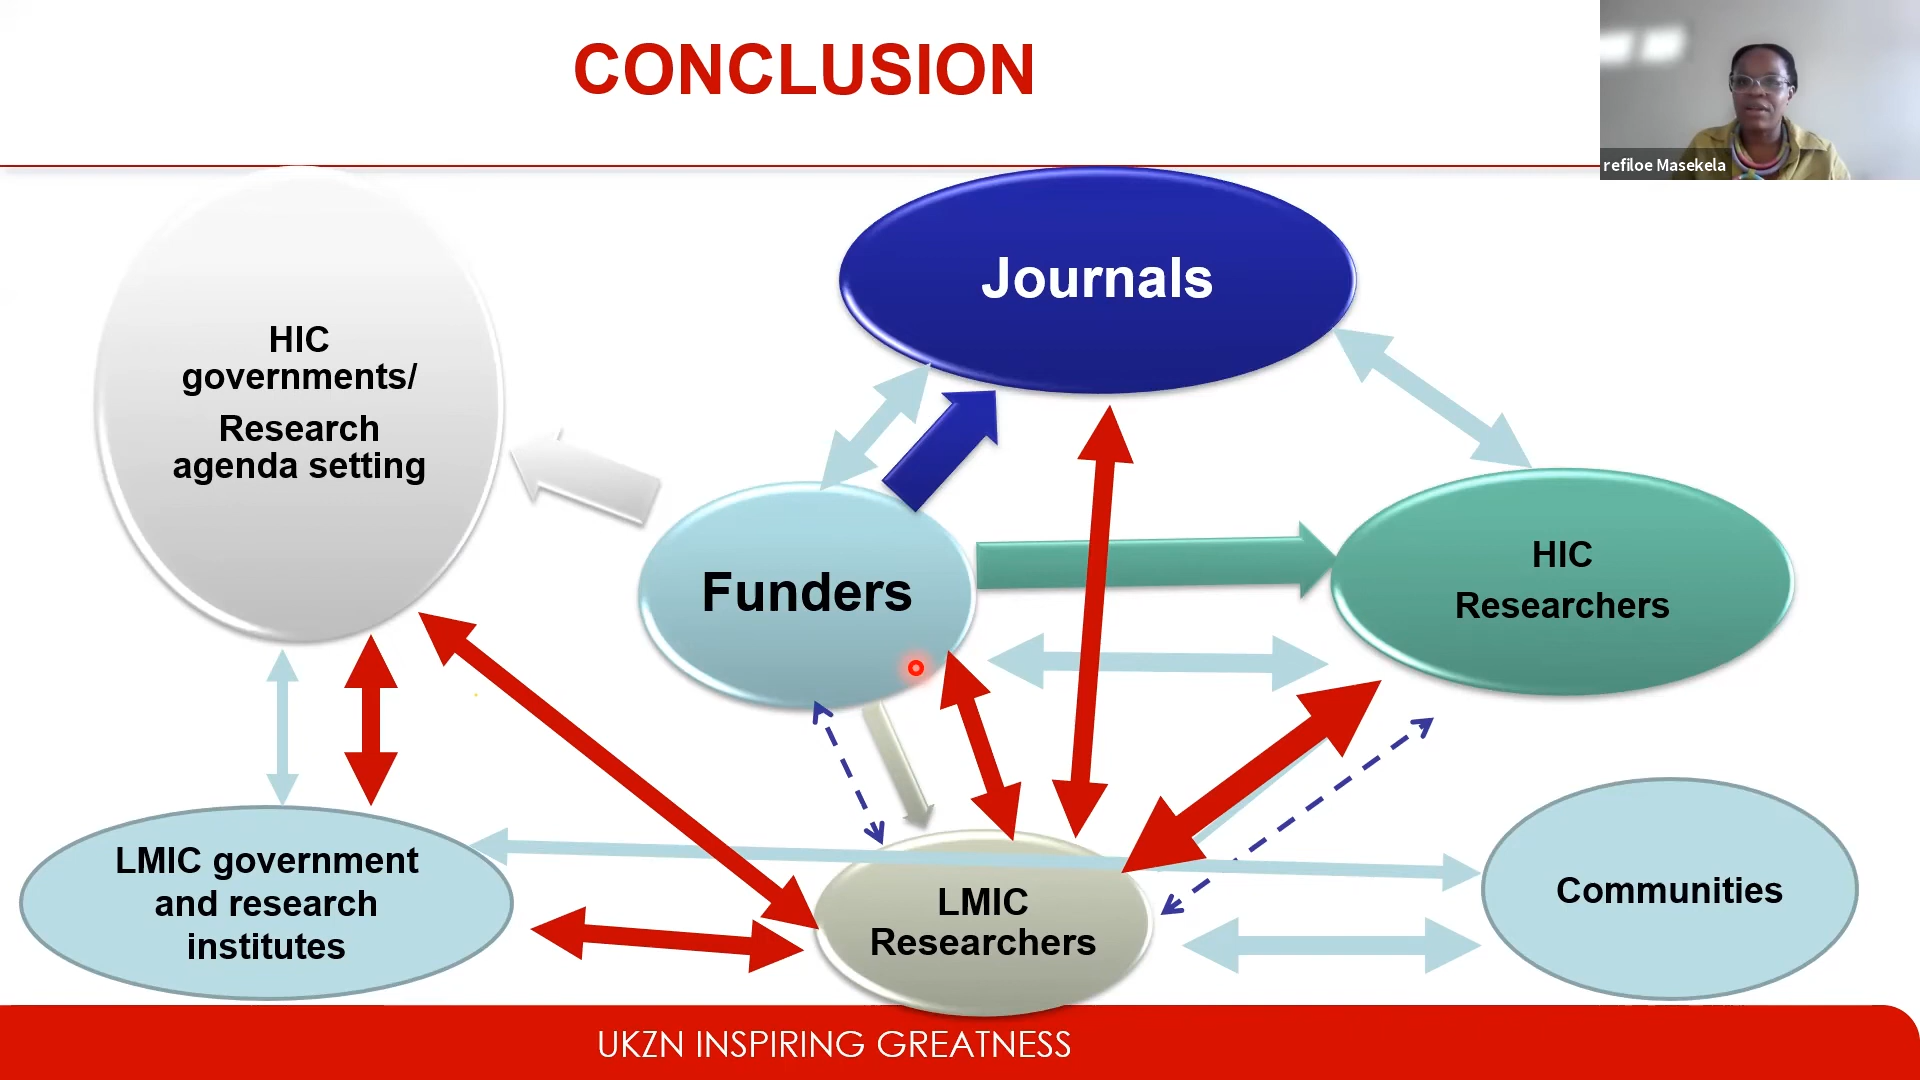 CONCLUSION
refiloe Masekela
Journals
HIC
governments/
Research
agenda setting
Funders
HIC
Researchers
LMIC government
and research
institutes
LMIC
Researchers
Communities
UKZN INSPIRING GREATNESS